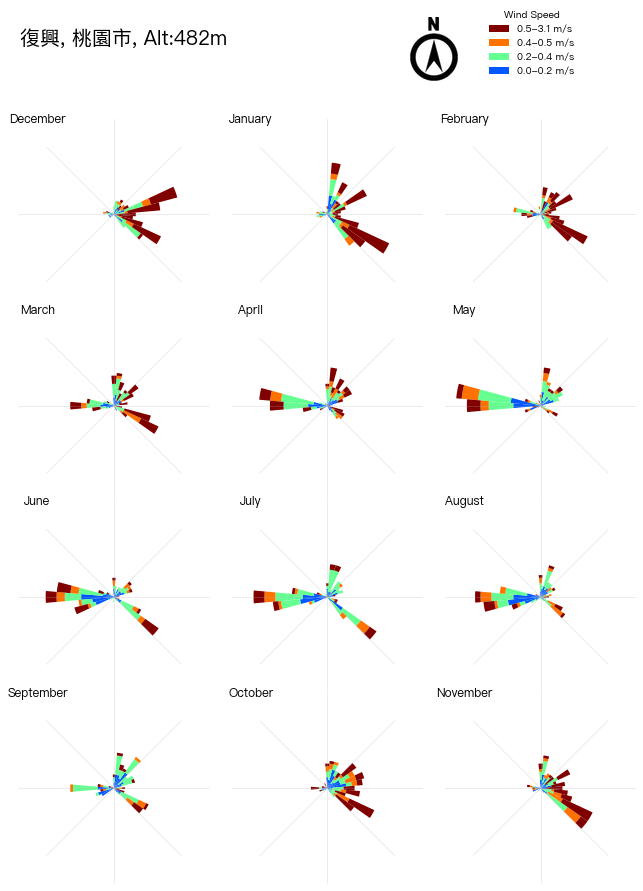 N
Wind Speed
復興, 桃園市, Alt:482m
0.5-3.1 m/s
0.4-0.5 m/s
0.2-0.4 m/s
0.0-0.2 m/s
December
January
February
March
April
May
June
July
August
September
October
November